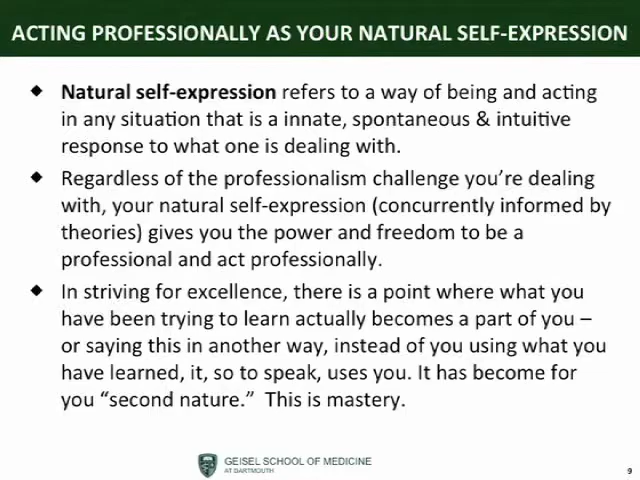 ACTING PROFESSIONALLY AS YOUR NATURAL SELF-EXPRESSION
◆ Natural self-expression refers to a way of being and acting
in any situation that is a innate, spontaneous & intuitive
response to what one is dealing with.
◆ Regardless of the professionalism challenge you're dealing
with, your natural self-expression (concurrently informed by
theories) gives you the power and freedom to be a
professional and act professionally.
◆ In striving for excellence, there is a point where what you
have been trying to learn actually becomes a part of you –
or saying this in another way, instead of you using what you
have learned, it, so to speak, uses you. It has become for
you “second nature.” This is mastery.
GEISEL SCHOOL OF MEDICINE
AT DARTMOUTH
9